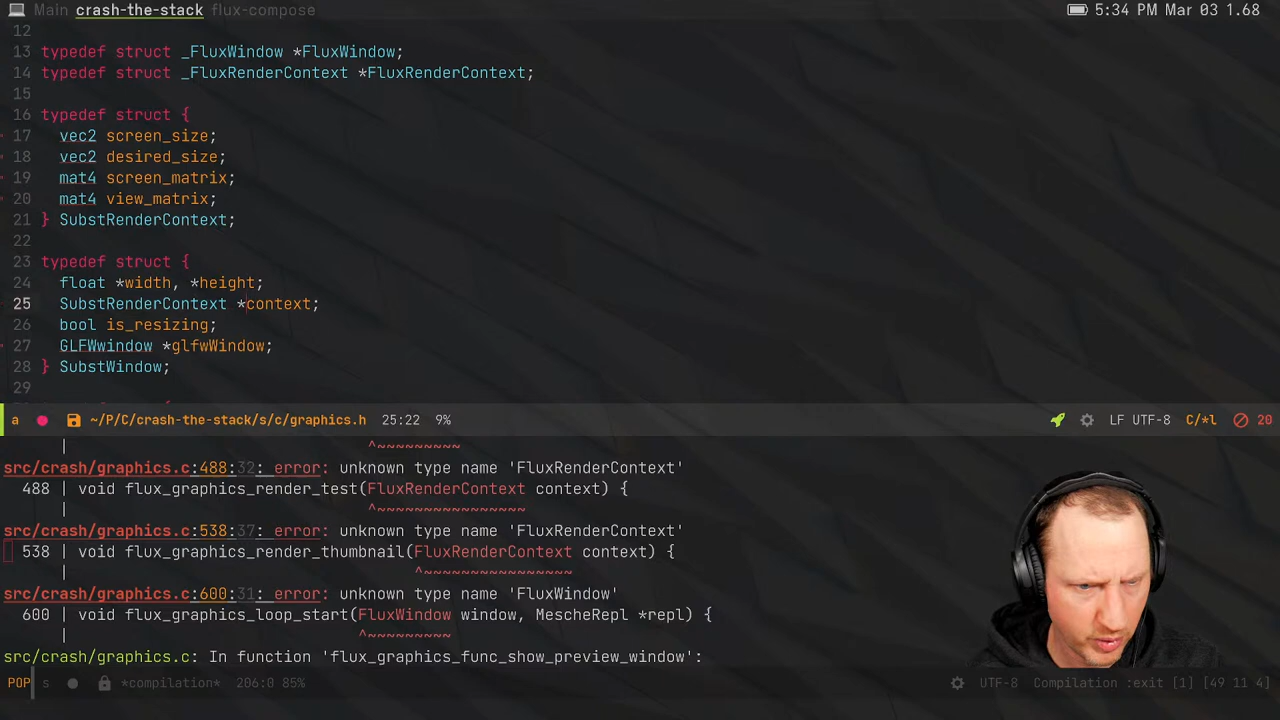 Main crash-the-stack flux-compose 5:34 PM Mar 03 1.68
12
13 typedef struct _FluxWindow *FluxWindow;
14 typedef struct _FluxRenderContext *FluxRenderContext;
15
16 typedef struct {
17 vec2 screen_size;
18 vec2 desired_size;
19 mat4 screen_matrix;
20 mat4 view_matrix;
21 } SubstRenderContext;
22
23 typedef struct {
24 float *width, *height;
25 SubstRenderContext *context;
26 bool is_resizing;
27 GLFWwindow *glfwWindow;
28 } SubstWindow;
29
a ~/P/C/crash-the-stack/s/c/graphics.h 25:22 9% LF UTF-8 C/*l 20
| ^~~~~~~~~~
src/crash/graphics.c:488:32: error: unknown type name 'FluxRenderContext'
488 | void flux_graphics_render_test(FluxRenderContext context) {
| ^~~~~~~~~~~~~~~~~
src/crash/graphics.c:538:37: error: unknown type name 'FluxRenderContext'
538 | void flux_graphics_render_thumbnail(FluxRenderContext context) {
| ^~~~~~~~~~~~~~~~~
src/crash/graphics.c:600:31: error: unknown type name 'FluxWindow'
600 | void flux_graphics_loop_start(FluxWindow window, MescheRepl *repl) {
| ^~~~~~~~~~
src/crash/graphics.c: In function 'flux_graphics_func_show_preview_window':
POP s *compilation* 206:0 85% UTF-8 Compilation :exit [1] [49 11 4]